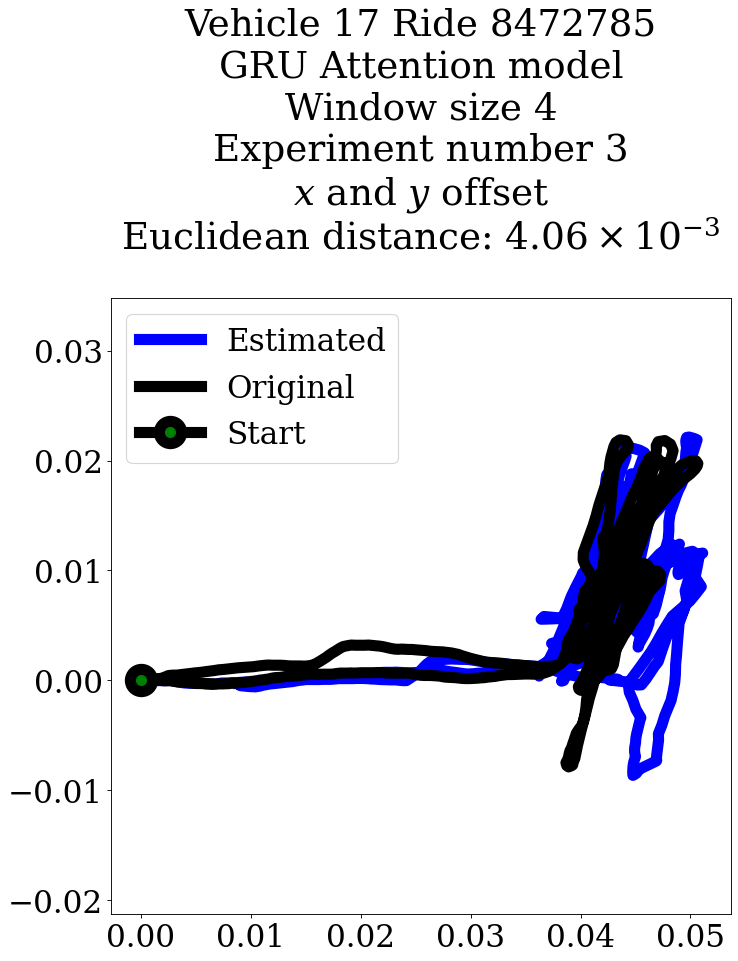 Vehicle 17 Ride 8472785
GRU Attention model
Window size 4
Experiment number 3
x and y offset
Euclidean distance: 4.06 × 10⁻³
Estimated
Original
Start
0.03
0.02
0.01
0.00
−0.01
−0.02
0.00 0.01 0.02 0.03 0.04 0.05